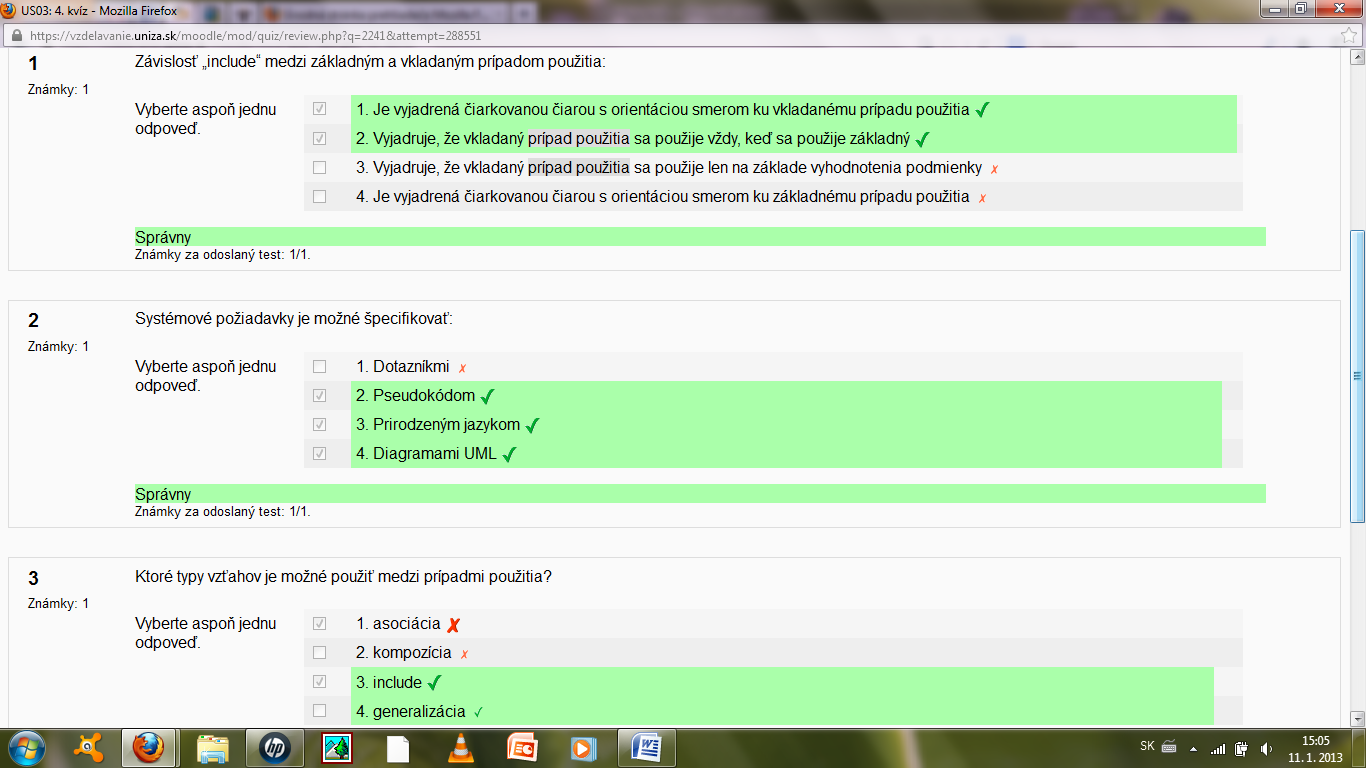 US03: 4. kvíz - Mozilla Firefox
https://vzdelavanie.uniza.sk/moodle/mod/quiz/review.php?q=2241&attempt=288551
1
Známky: 1
Závislosť „include“ medzi základným a vkladaným prípadom použitia:
Vyberte aspoň jednu
odpoveď.
1. Je vyjadrená čiarkovanou čiarou s orientáciou smerom ku vkladanému prípadu použitia
2. Vyjadruje, že vkladaný prípad použitia sa použije vždy, keď sa použije základný
3. Vyjadruje, že vkladaný prípad použitia sa použije len na základe vyhodnotenia podmienky
4. Je vyjadrená čiarkovanou čiarou s orientáciou smerom ku základnému prípadu použitia
Správny
Známky za odoslaný test: 1/1.
2
Známky: 1
Systémové požiadavky je možné špecifikovať:
Vyberte aspoň jednu
odpoveď.
1. Dotazníkmi
2. Pseudokódom
3. Prirodzeným jazykom
4. Diagramami UML
Správny
Známky za odoslaný test: 1/1.
3
Známky: 1
Ktoré typy vzťahov je možné použiť medzi prípadmi použitia?
Vyberte aspoň jednu
odpoveď.
1. asociácia
2. kompozícia
3. include
4. generalizácia
SK
15:05
11. 1. 2013